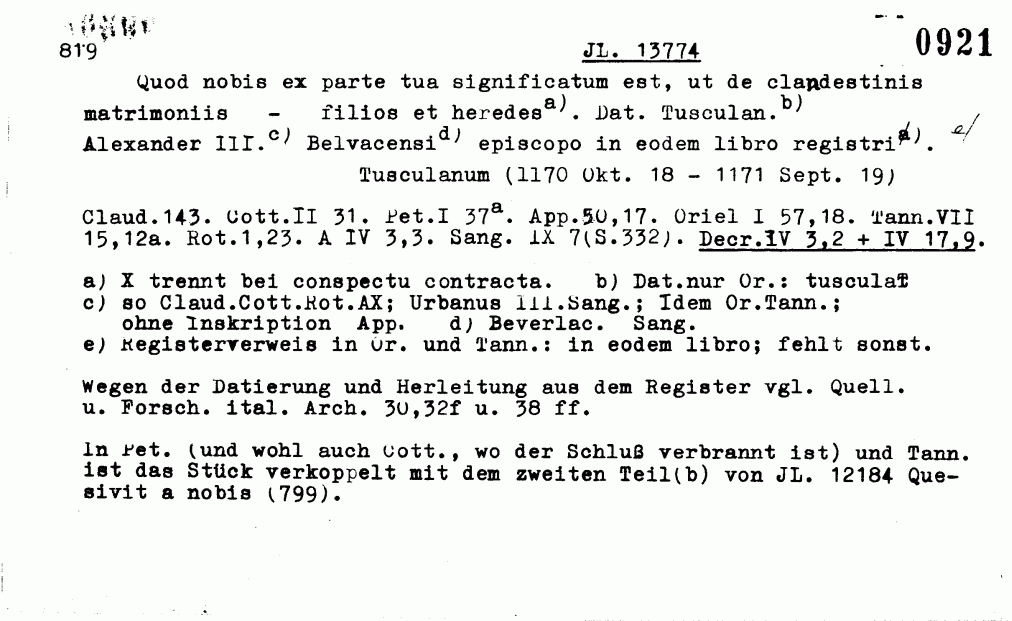 819 JL. 13774 0921
Quod nobis ex parte tua significatum est, ut de clandestinis
matrimoniis – filios et heredes a). Dat. Tusculan. b)
Alexander III. c) Belvacensi d) episcopo in eodem libro registri d). e)
Tusculanum (1170 Okt. 18 – 1171 Sept. 19)
Claud.143. Cott.II 31. Pet.I 37a. App.50,17. Oriel I 57,18. Tann.VII
15,12a. Rot.1,23. A IV 3,3. Sang. IX 7(S.332). Decr.IV 3,2 + IV 17,9.
a) X trennt bei conspectu contracta. b) Dat.nur Or.: tusculat
c) so Claud.Cott.Rot.AX; Urbanus III.Sang.; Idem Or.Tann.;
ohne Inskription App. d) Beverlac. Sang.
e) Registerverweis in Or. und Tann.: in eodem libro; fehlt sonst.
Wegen der Datierung und Herleitung aus dem Register vgl. Quell.
u. Forsch. ital. Arch. 30,32f u. 38 ff.
In Pet. (und wohl auch Cott., wo der Schluß verbrannt ist) und Tann.
ist das Stück verkoppelt mit dem zweiten Teil(b) von JL. 12184 Que-
sivit a nobis (799).